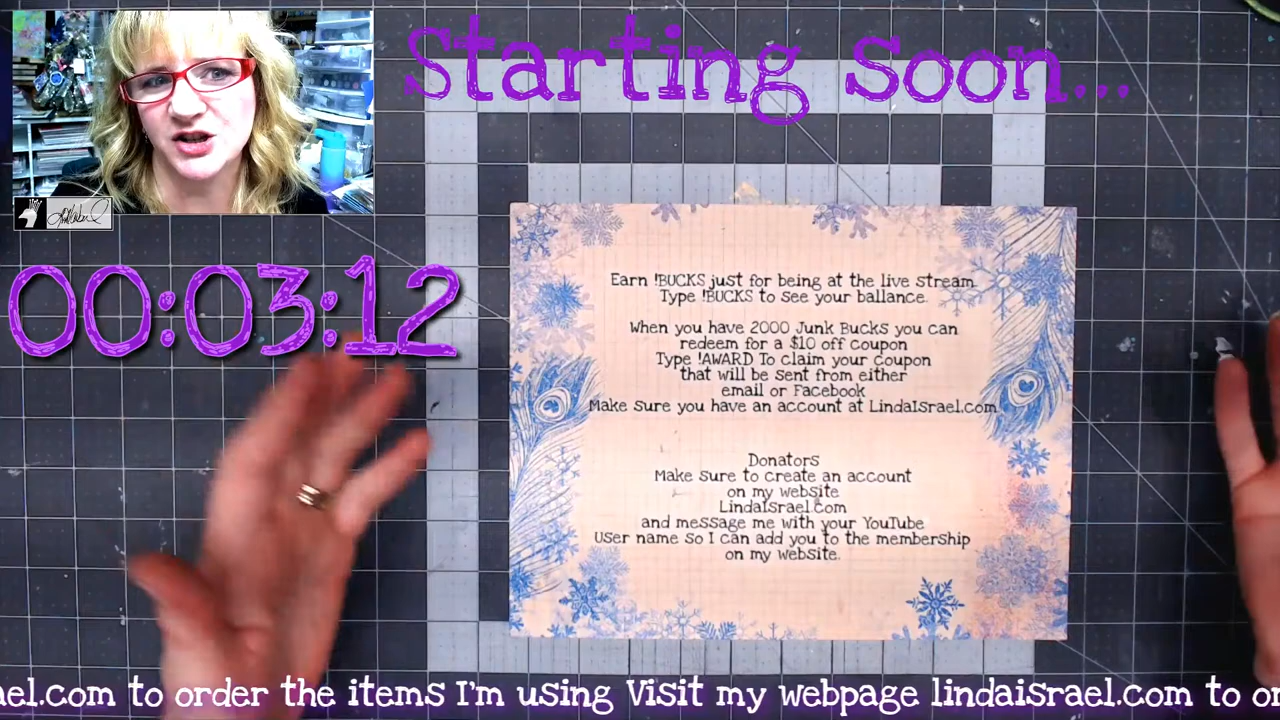 Starting Soon...
00:03:12
Earn !BUCKS just for being at the live stream.
Type !BUCKS to see your ballance.
When you have 2000 Junk Bucks you can
redeem for a $10 off coupon
Type !AWARD To claim your coupon
that will be sent from either
email or Facebook
Make sure you have an account at LindaIsrael.com
Donators
Make sure to create an account
on my website
LindaIsrael.com
and message me with your YouTube
User name so I can add you to the membership
on my website.
ael.com to order the items I'm using Visit my webpage lindaisrael.com to or